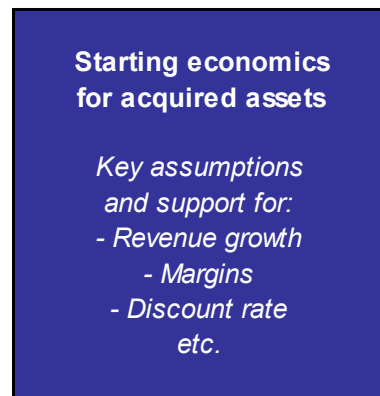 Starting economics
for acquired assets
Key assumptions
and support for:
- Revenue growth
- Margins
- Discount rate
etc.